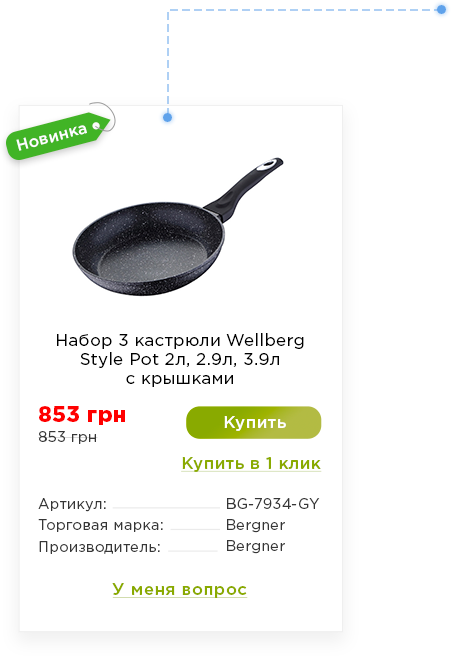 Новинка
Набор 3 кастрюли Wellberg
Style Pot 2л, 2.9л, 3.9л
с крышками
853 грн
853 грн
Купить
Купить в 1 клик
Артикул: BG-7934-GY
Торговая марка: Bergner
Производитель: Bergner
У меня вопрос